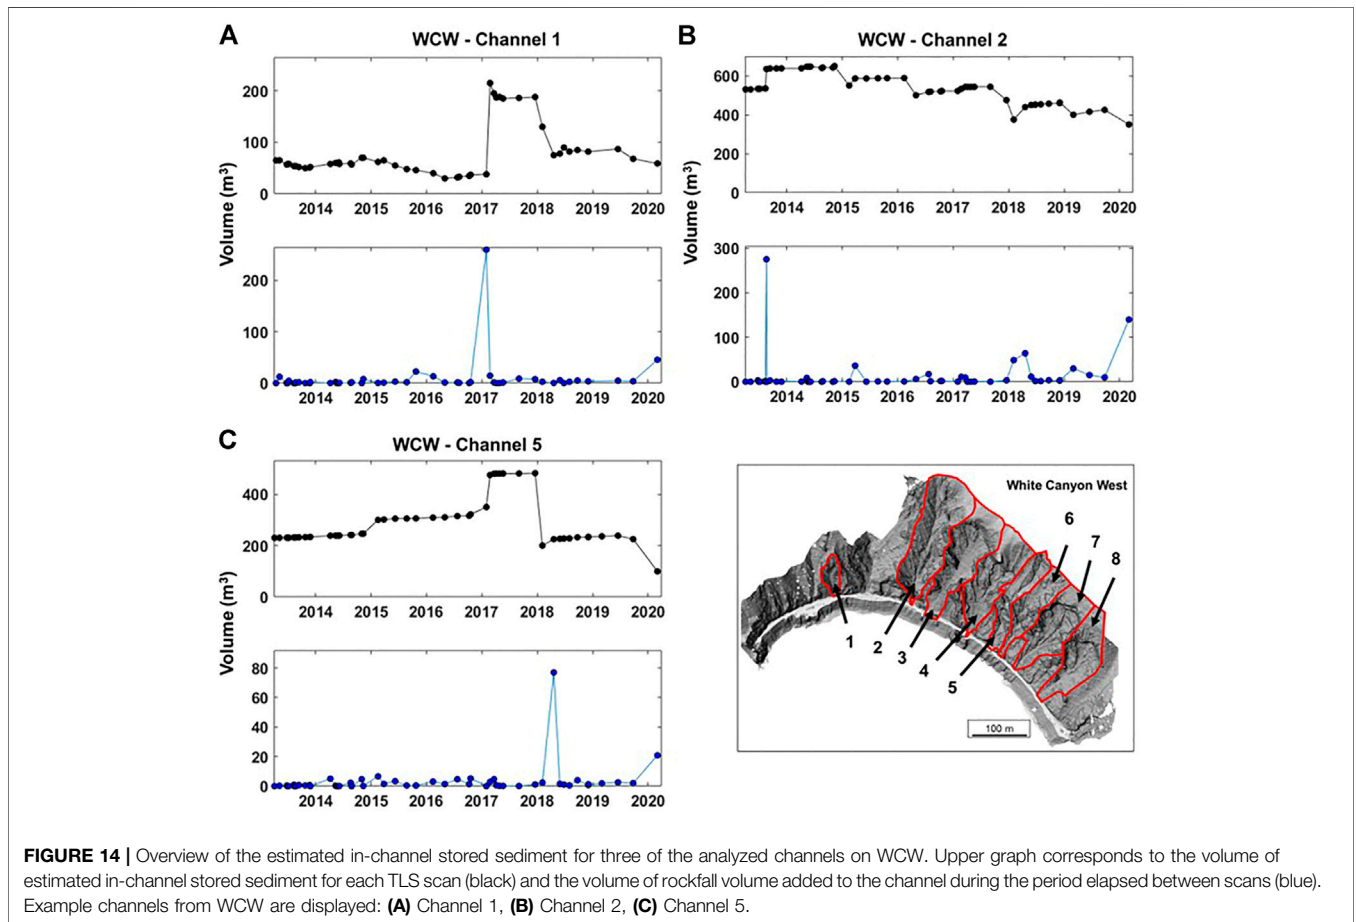 A
WCW - Channel 1
200
100
0
2014 2015 2016 2017 2018 2019 2020
Volume (m³)
200
100
0
2014 2015 2016 2017 2018 2019 2020
B
WCW - Channel 2
600
400
200
0
2014 2015 2016 2017 2018 2019 2020
Volume (m³)
300
200
100
0
2014 2015 2016 2017 2018 2019 2020
C
WCW - Channel 5
400
200
0
2014 2015 2016 2017 2018 2019 2020
Volume (m³)
80
60
40
20
0
2014 2015 2016 2017 2018 2019 2020
White Canyon West
6
7
8
1
2
3
4
5
100 m
FIGURE 14 | Overview of the estimated in-channel stored sediment for three of the analyzed channels on WCW. Upper graph corresponds to the volume of
estimated in-channel stored sediment for each TLS scan (black) and the volume of rockfall volume added to the channel during the period elapsed between scans (blue).
Example channels from WCW are displayed: (A) Channel 1, (B) Channel 2, (C) Channel 5.